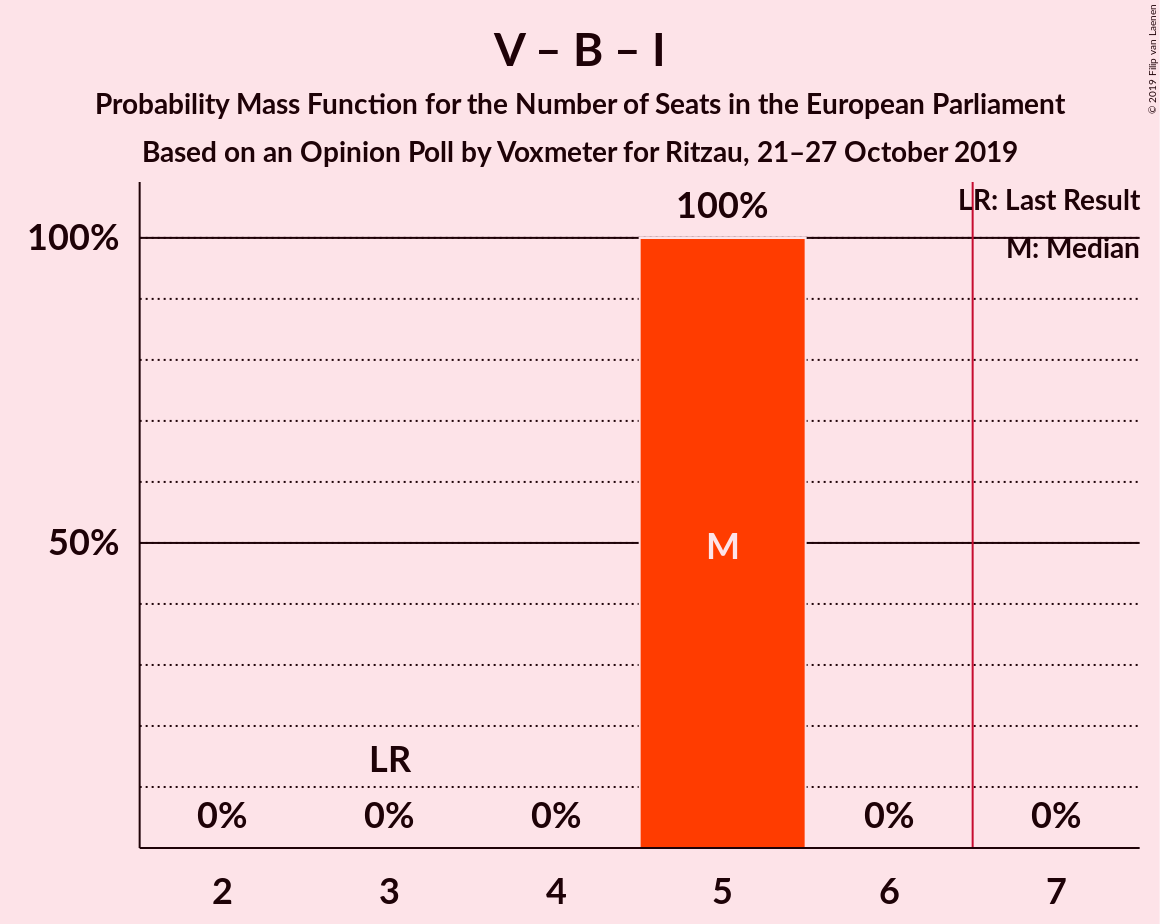 V – B – I
Probability Mass Function for the Number of Seats in the European Parliament
Based on an Opinion Poll by Voxmeter for Ritzau, 21–27 October 2019
© 2019 Filip van Laenen
LR: Last Result
M: Median
100%
100%
50%
M
LR
0%
0%
0%
0%
0%
2
3
4
5
6
7